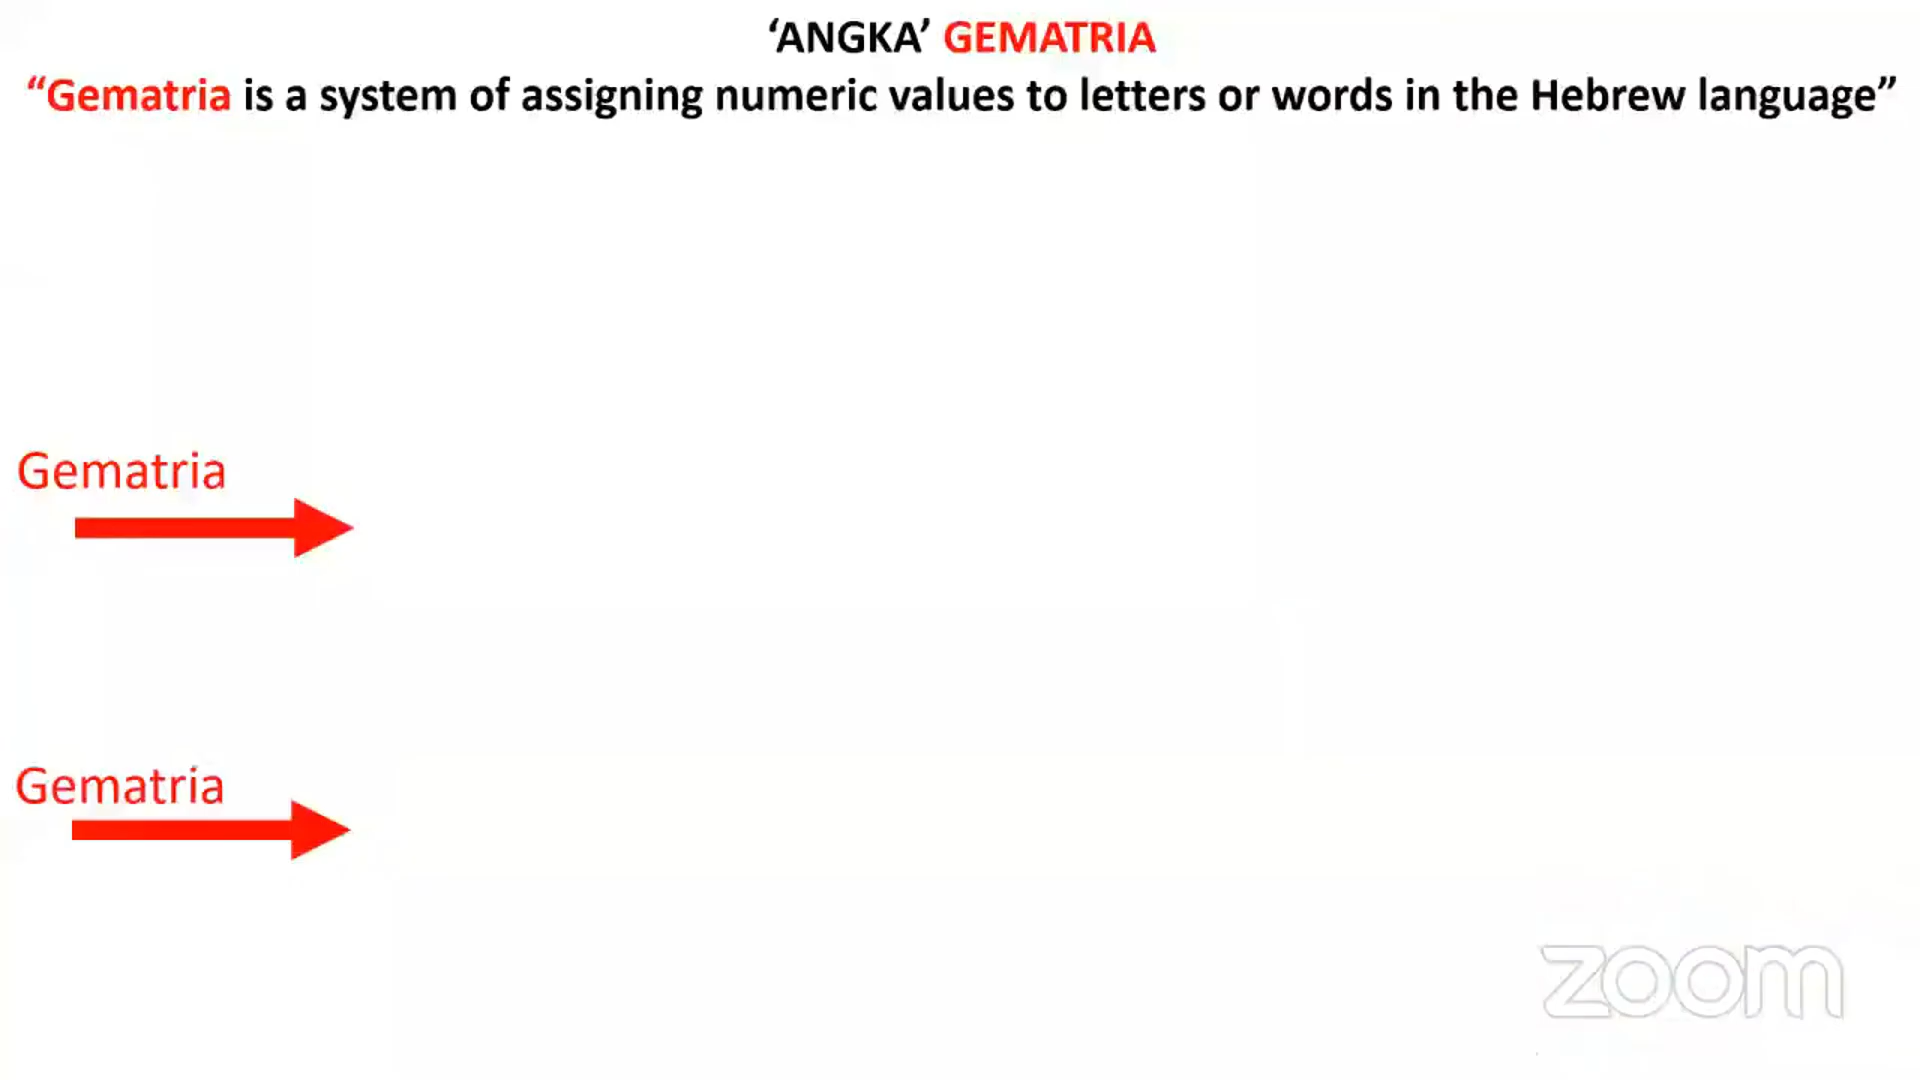 ‘ANGKA’ GEMATRIA
“Gematria is a system of assigning numeric values to letters or words in the Hebrew language”
Gematria
Gematria
zoom